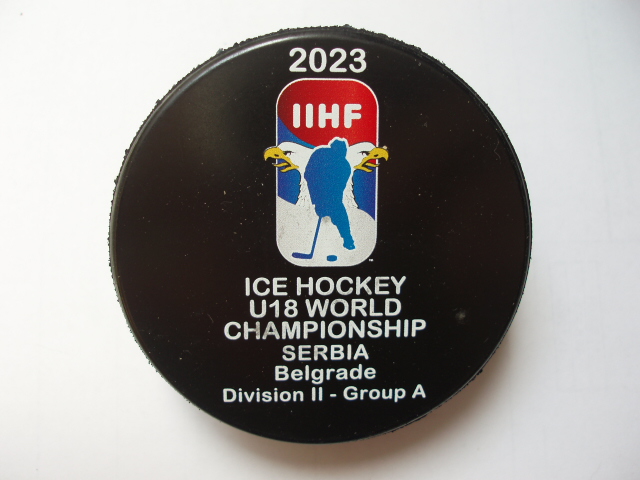 2023
IIHF
ICE HOCKEY
U18 WORLD
CHAMPIONSHIP
SERBIA
Belgrade
Division II - Group A